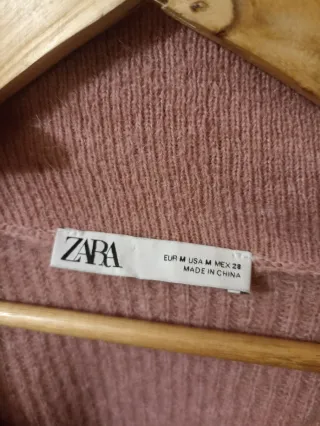 ZARA
EUR M USA M MEX 28
MADE IN CHINA